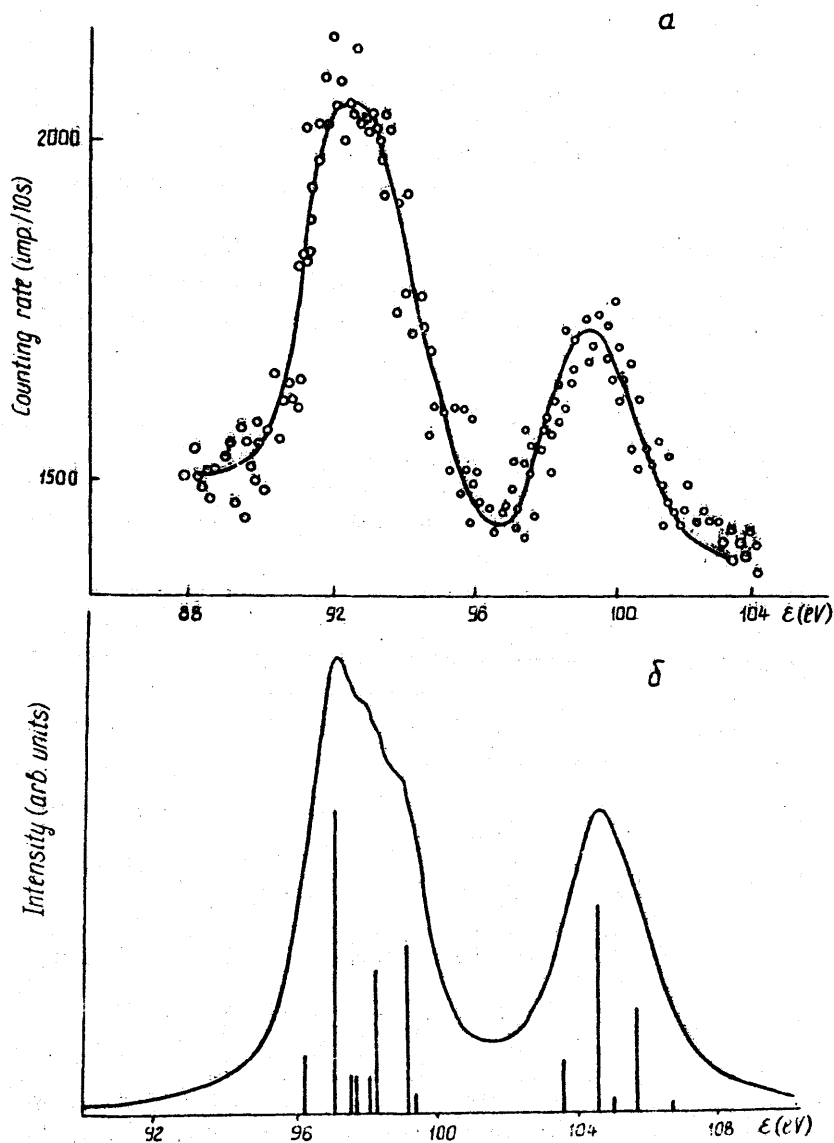 а
Counting rate (imp./10s)
2000
1500
88 92 96 100 104 ε(eV)
б
Intensity (arb. units)
92 96 100 104 108 ε(eV)